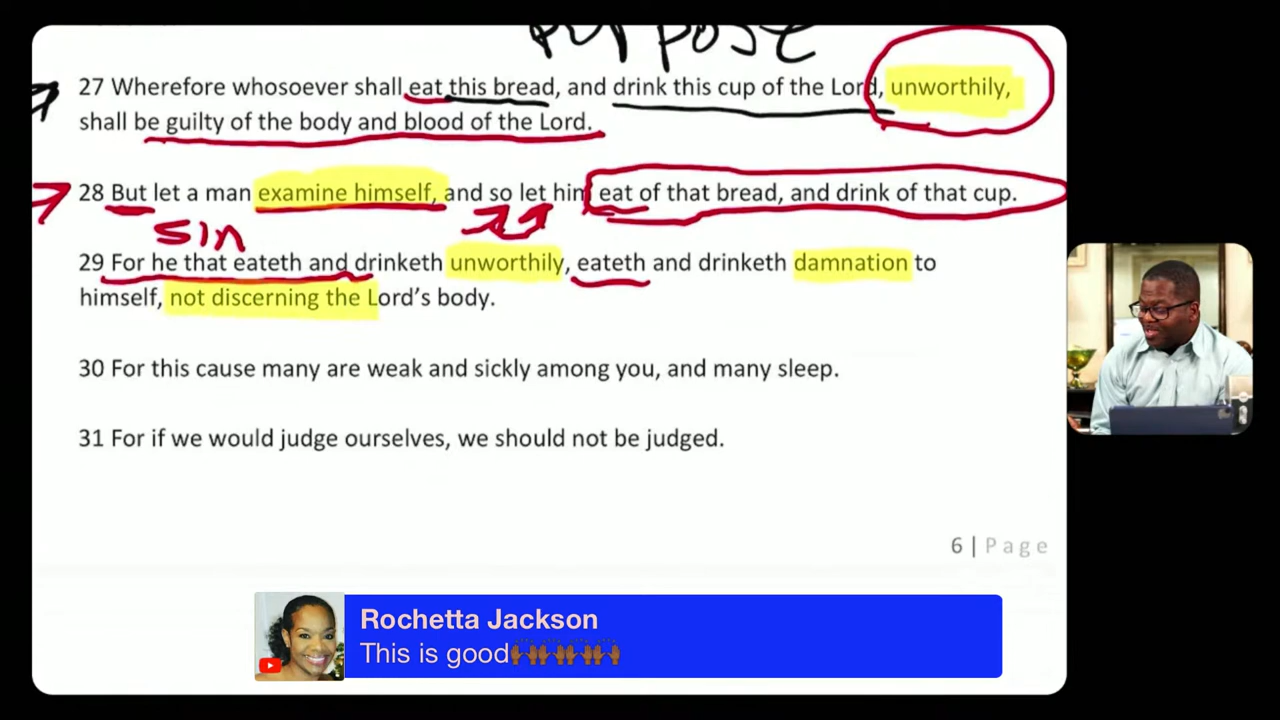 purpose
27 Wherefore whosoever shall eat this bread, and drink this cup of the Lord, unworthily,
shall be guilty of the body and blood of the Lord.
28 But let a man examine himself, and so let him eat of that bread, and drink of that cup.
sin
29 For he that eateth and drinketh unworthily, eateth and drinketh damnation to
himself, not discerning the Lord's body.
30 For this cause many are weak and sickly among you, and many sleep.
31 For if we would judge ourselves, we should not be judged.
6 | Page
Rochetta Jackson
This is good🙌🏾🙌🏾🙌🏾🙌🏾